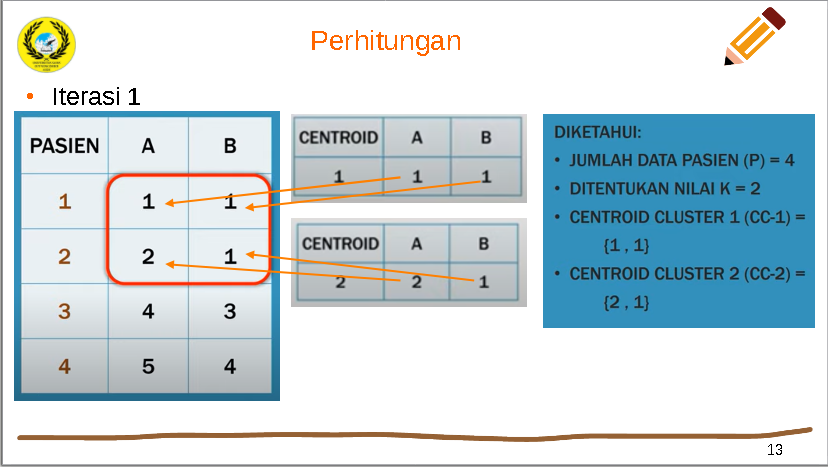 Perhitungan
• Iterasi 1
PASIEN A B
1 1 1
2 2 1
3 4 3
4 5 4
CENTROID A B
1 1 1
CENTROID A B
2 2 1
DIKETAHUI:
• JUMLAH DATA PASIEN (P) = 4
• DITENTUKAN NILAI K = 2
• CENTROID CLUSTER 1 (CC-1) =
{1 , 1}
• CENTROID CLUSTER 2 (CC-2) =
{2 , 1}
13